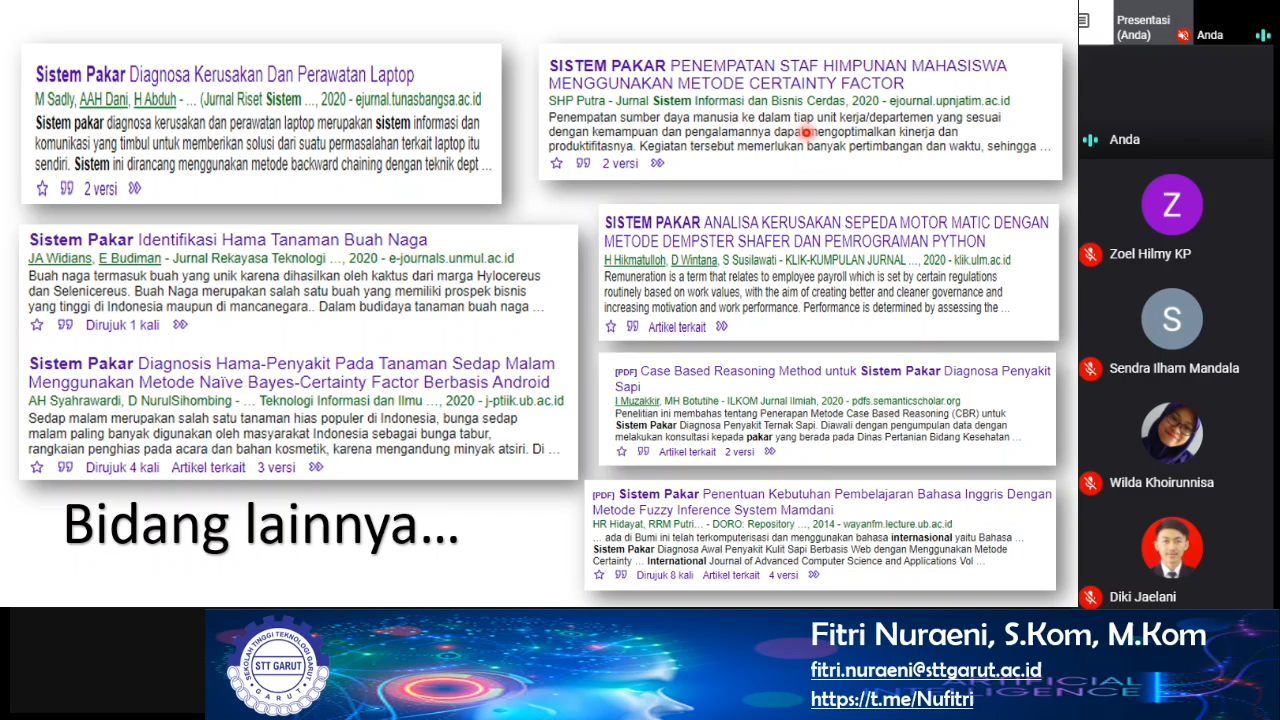 Sistem Pakar Diagnosa Kerusakan Dan Perawatan Laptop
M Sadly, AAH Dani, H Abduh - ... (Jurnal Riset Sistem ..., 2020 - ejurnal.tunasbangsa.ac.id
Sistem pakar diagnosa kerusakan dan perawatan laptop merupakan sistem informasi dan
komunikasi yang timbul untuk memberikan solusi dari suatu permasalahan terkait laptop itu
sendiri. Sistem ini dirancang menggunakan metode backward chaining dengan teknik dept ...
2 versi
Sistem Pakar Identifikasi Hama Tanaman Buah Naga
JA Widians, E Budiman - Jurnal Rekayasa Teknologi ..., 2020 - e-journals.unmul.ac.id
Buah naga termasuk buah yang unik karena dihasilkan oleh kaktus dari marga Hylocereus
dan Selenicereus. Buah Naga merupakan salah satu buah yang memiliki prospek bisnis
yang tinggi di Indonesia maupun di mancanegara.. Dalam budidaya tanaman buah naga ...
Dirujuk 1 kali
Sistem Pakar Diagnosis Hama-Penyakit Pada Tanaman Sedap Malam
Menggunakan Metode Naïve Bayes-Certainty Factor Berbasis Android
AH Syahrawardi, D NurulSihombing - ... Teknologi Informasi dan Ilmu ..., 2020 - j-ptiik.ub.ac.id
Sedap malam merupakan salah satu tanaman hias populer di Indonesia, bunga sedap
malam paling banyak digunakan oleh masyarakat Indonesia sebagai bunga tabur,
rangkaian penghias pada acara dan bahan kosmetik, karena mengandung minyak atsiri. Di ...
Dirujuk 4 kali Artikel terkait 3 versi
Bidang lainnya...
SISTEM PAKAR PENEMPATAN STAF HIMPUNAN MAHASISWA
MENGGUNAKAN METODE CERTAINTY FACTOR
SHP Putra - Jurnal Sistem Informasi dan Bisnis Cerdas, 2020 - ejournal.upnjatim.ac.id
Penempatan sumber daya manusia ke dalam tiap unit kerja/departemen yang sesuai
dengan kemampuan dan pengalamannya dapat mengoptimalkan kinerja dan
produktifitasnya. Kegiatan tersebut memerlukan banyak pertimbangan dan waktu, sehingga ...
2 versi
SISTEM PAKAR ANALISA KERUSAKAN SEPEDA MOTOR MATIC DENGAN
METODE DEMPSTER SHAFER DAN PEMROGRAMAN PYTHON
H Hikmatulloh, D Wintana, S Susilawati - KLIK-KUMPULAN JURNAL ..., 2020 - klik.ulm.ac.id
Remuneration is a term that relates to employee payroll which is set by certain regulations
routinely based on work values, with the aim of creating better and cleaner governance and
increasing motivation and work performance. Performance is determined by assessing the ...
Artikel terkait
[PDF] Case Based Reasoning Method untuk Sistem Pakar Diagnosa Penyakit
Sapi
I Muzakkir, MH Botutihe - ILKOM Jurnal Ilmiah, 2020 - pdfs.semanticscholar.org
Penelitian ini membahas tentang Penerapan Metode Case Based Reasoning (CBR) untuk
Sistem Pakar Diagnosa Penyakit Ternak Sapi. Diawali dengan pengumpulan data dengan
melakukan konsultasi kepada pakar yang berada pada Dinas Pertanian Bidang Kesehatan ...
Artikel terkait 2 versi
[PDF] Sistem Pakar Penentuan Kebutuhan Pembelajaran Bahasa Inggris Dengan
Metode Fuzzy Inference System Mamdani
HR Hidayat, RRM Putri... - DORO: Repository ..., 2014 - wayanfm.lecture.ub.ac.id
... ada di Bumi ini telah terkomputerisasi dan menggunakan bahasa internasional yaitu Bahasa ...
Sistem Pakar Diagnosa Awal Penyakit Kulit Sapi Berbasis Web dengan Menggunakan Metode
Certainty ... International Journal of Advanced Computer Science and Applications Vol ...
Dirujuk 8 kali Artikel terkait 4 versi
Presentasi
(Anda)
Anda
Anda
Z
Zoel Hilmy KP
S
Sendra Ilham Mandala
Wilda Khoirunnisa
Diki Jaelani
SEKOLAH TINGGI TEKNOLOGI GARUT
STT GARUT
GARUT
Fitri Nuraeni, S.Kom, M.Kom
fitri.nuraeni@sttgarut.ac.id
https://t.me/Nufitri
ARTIFICIAL
INTELLIGENCE